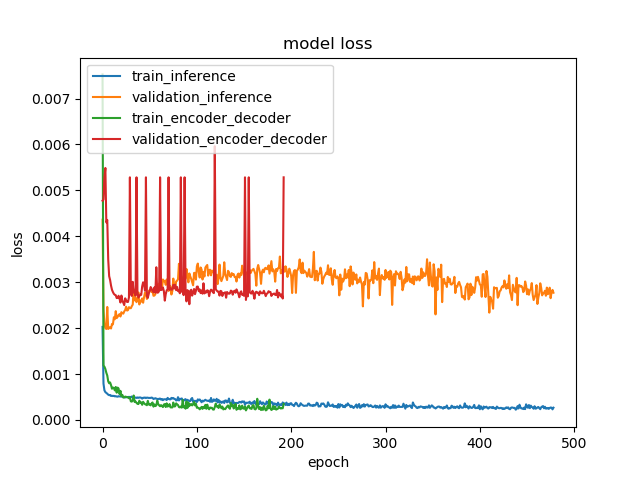 model loss
train_inference
validation_inference
train_encoder_decoder
validation_encoder_decoder
loss
0.007
0.006
0.005
0.004
0.003
0.002
0.001
0.000
0 100 200 300 400 500
epoch